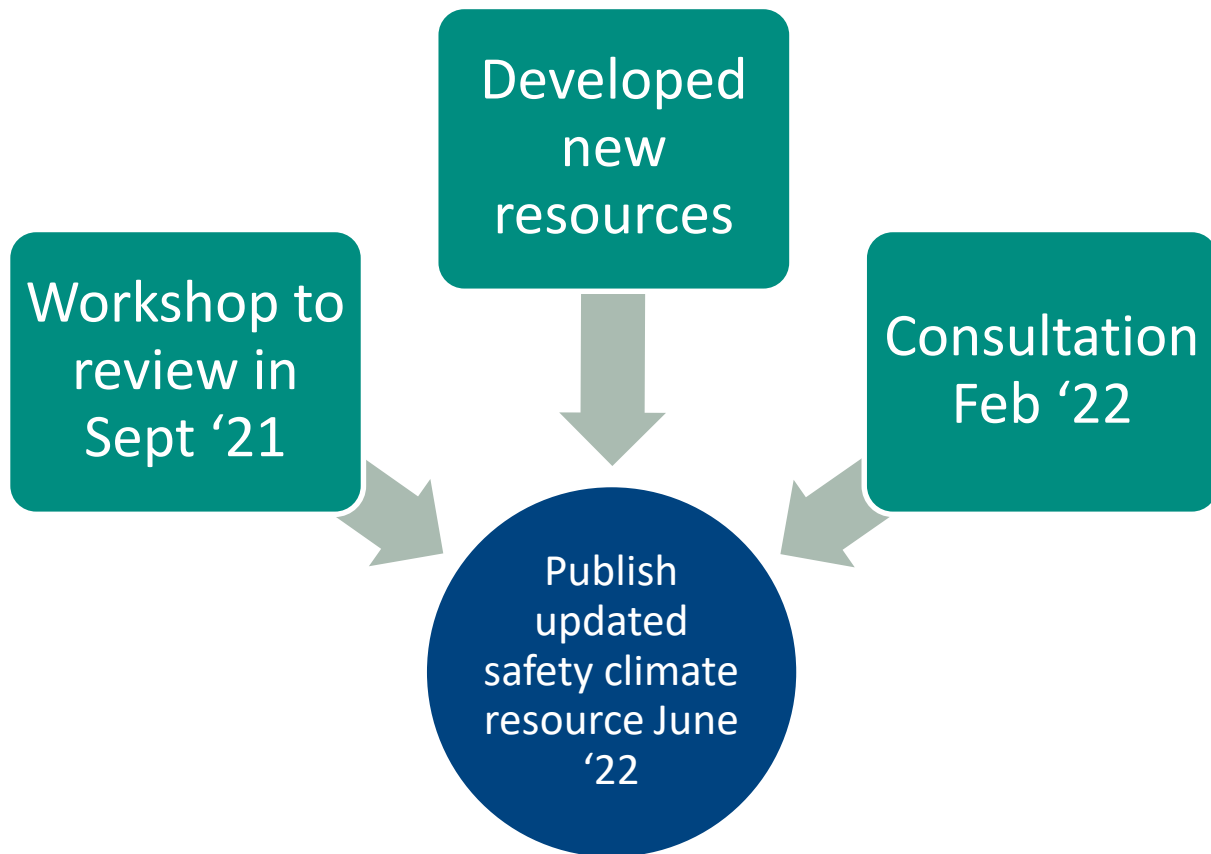 Workshop to
review in
Sept ‘21
Developed
new
resources
Consultation
Feb ‘22
Publish
updated
safety climate
resource June
‘22